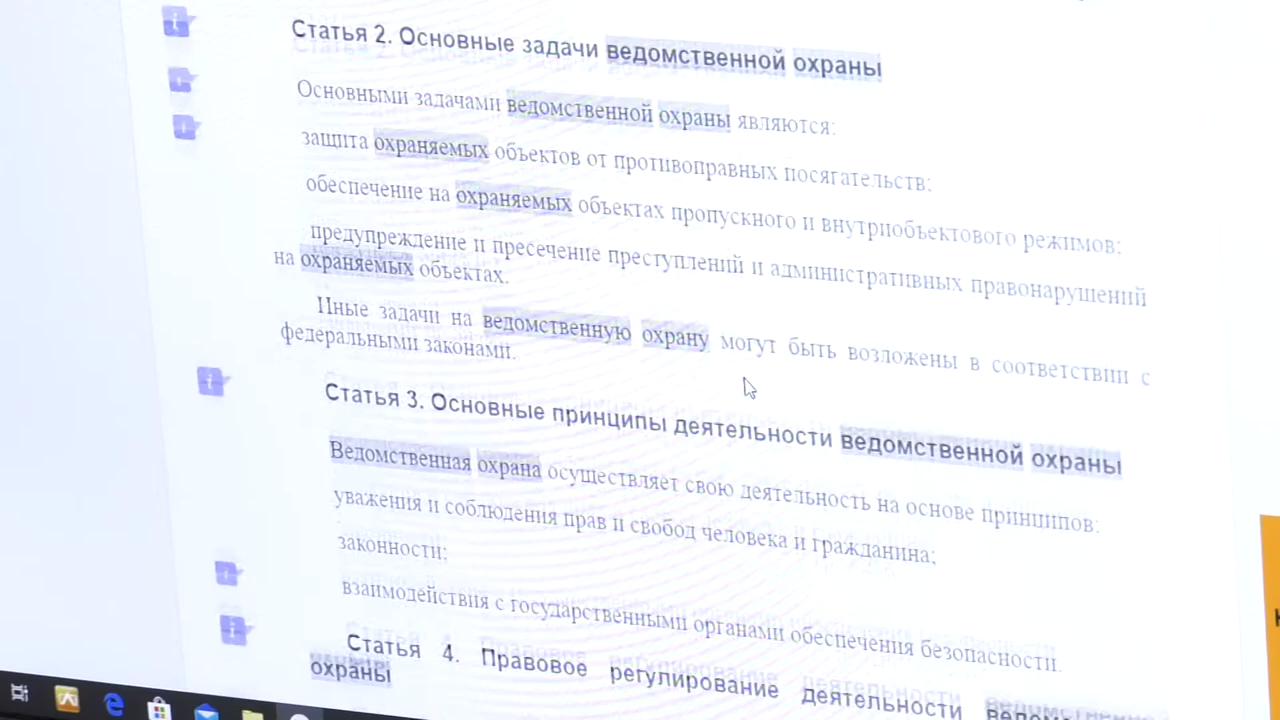 Статья 2. Основные задачи ведомственной охраны
Основными задачами ведомственной охраны являются:
защита охраняемых объектов от противоправных посягательств;
обеспечение на охраняемых объектах пропускного и внутриобъектового режимов;
предупреждение и пресечение преступлений и административных правонарушений
на охраняемых объектах.
Иные задачи на ведомственную охрану могут быть возложены в соответствии с
федеральными законами.
Статья 3. Основные принципы деятельности ведомственной охраны
Ведомственная охрана осуществляет свою деятельность на основе принципов:
уважения и соблюдения прав и свобод человека и гражданина;
законности;
взаимодействия с государственными органами обеспечения безопасности.
Статья 4. Правовое регулирование деятельности
охраны